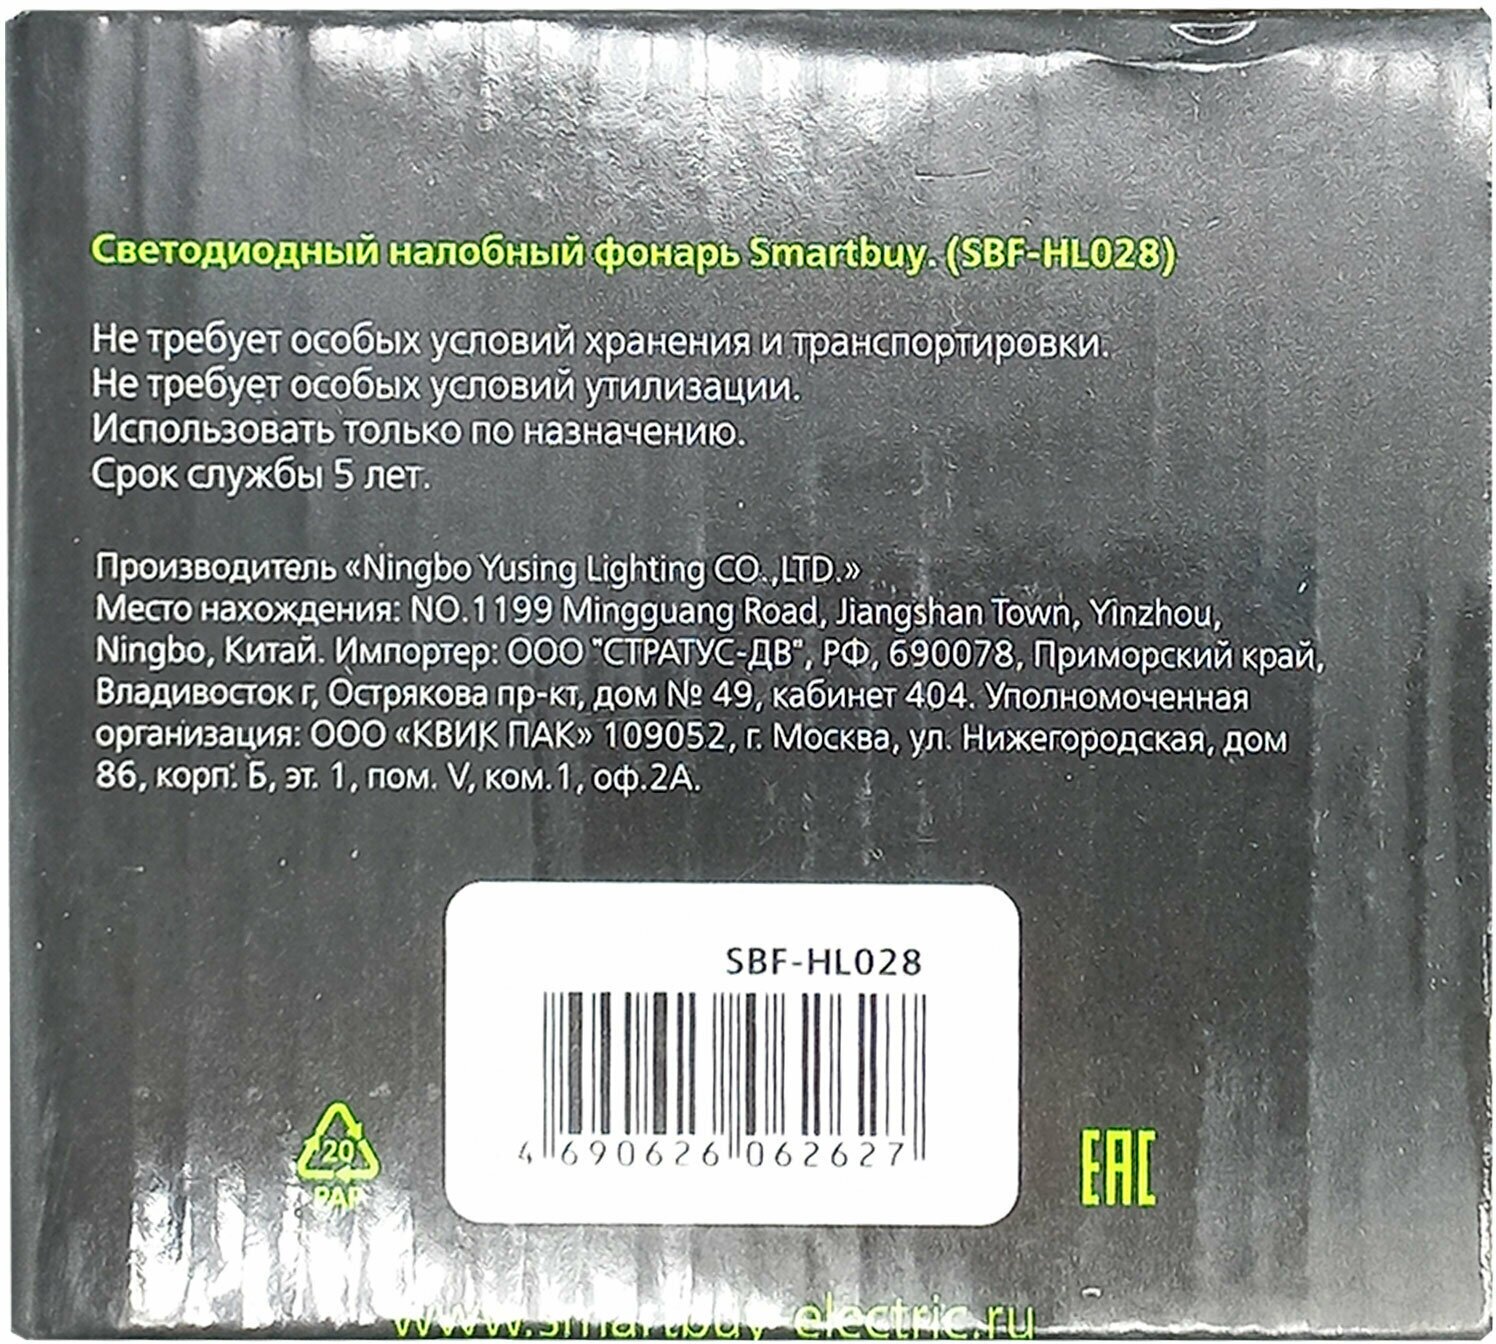 Светодиодный налобный фонарь Smartbuy. (SBF-HL028)
Не требует особых условий хранения и транспортировки.
Не требует особых условий утилизации.
Использовать только по назначению.
Срок службы 5 лет.
Производитель «Ningbo Yusing Lighting CO.,LTD.»
Место нахождения: NO.1199 Mingguang Road, Jiangshan Town, Yinzhou,
Ningbo, Китай. Импортер: ООО "СТРАТУС-ДВ", РФ, 690078, Приморский край,
Владивосток г, Острякова пр-кт, дом № 49, кабинет 404. Уполномоченная
организация: ООО «КВИК ПАК» 109052, г. Москва, ул. Нижегородская, дом
86, корп. Б, эт. 1, пом. V, ком.1, оф.2А.
SBF-HL028
4 690626 062627
20
PAP
EAC
www.smartbuy-electric.ru